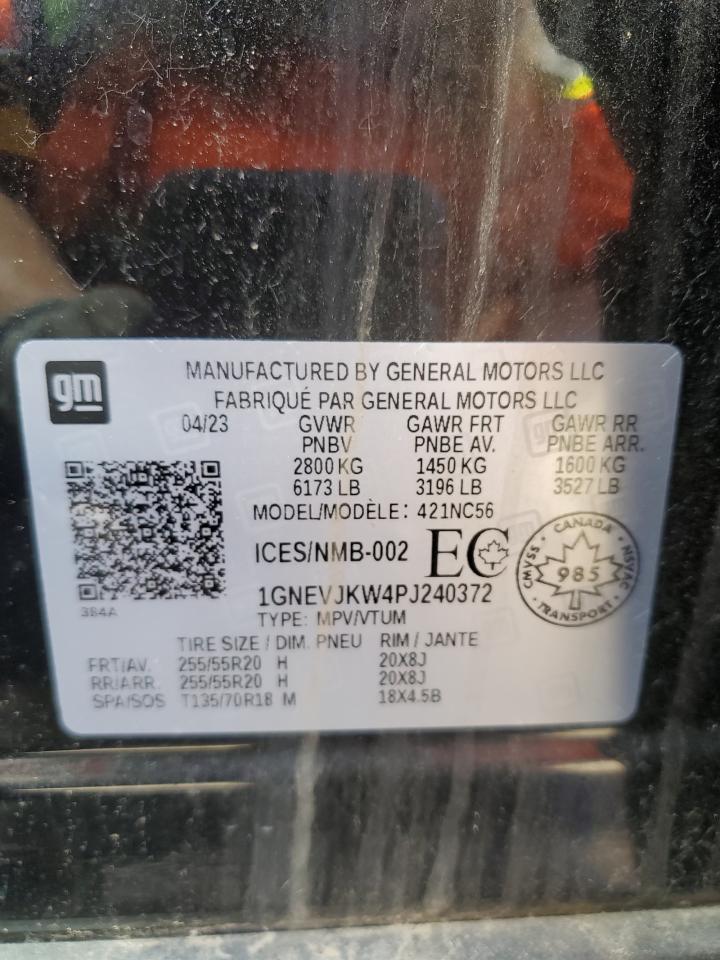 gm
MANUFACTURED BY GENERAL MOTORS LLC
FABRIQUÉ PAR GENERAL MOTORS LLC
04/23 GVWR GAWR FRT GAWR RR
PNBV PNBE AV. PNBE ARR.
2800 KG 1450 KG 1600 KG
6173 LB 3196 LB 3527 LB
MODEL/MODÈLE: 421NC56
ICES/NMB-002 EC
CANADA
CMVSS 985 NSVAC
TRANSPORT
1GNEVJKW4PJ240372
384A
TYPE: MPV/VTUM
TIRE SIZE / DIM. PNEU RIM / JANTE
FRT/AV. 255/55R20 H 20X8J
RR/ARR. 255/55R20 H 20X8J
SPA/SOS T135/70R18 M 18X4.5B